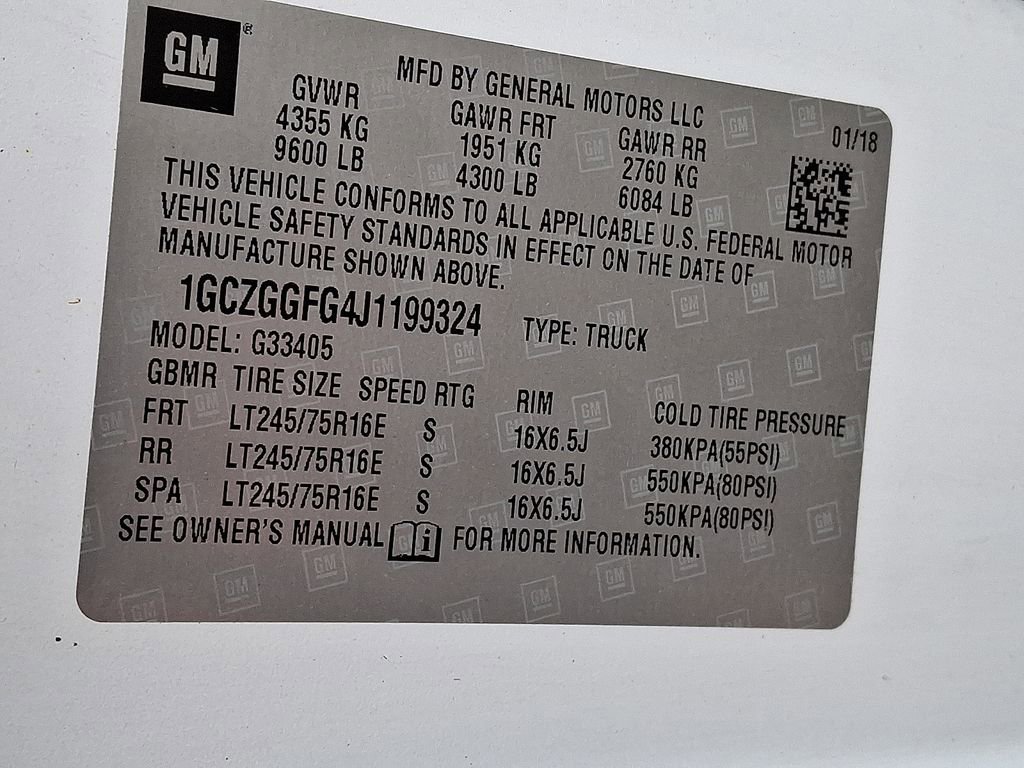 GM
MFD BY GENERAL MOTORS LLC
01/18
GVWR GAWR FRT GAWR RR
4355 KG 1951 KG 2760 KG
9600 LB 4300 LB 6084 LB
THIS VEHICLE CONFORMS TO ALL APPLICABLE U.S. FEDERAL MOTOR
VEHICLE SAFETY STANDARDS IN EFFECT ON THE DATE OF
MANUFACTURE SHOWN ABOVE.
1GCZGGFG4J1199324 TYPE: TRUCK
MODEL: G33405
GBMR TIRE SIZE SPEED RTG RIM COLD TIRE PRESSURE
FRT LT245/75R16E S 16X6.5J 380KPA(55PSI)
RR LT245/75R16E S 16X6.5J 550KPA(80PSI)
SPA LT245/75R16E S 16X6.5J 550KPA(80PSI)
SEE OWNER'S MANUAL i FOR MORE INFORMATION.